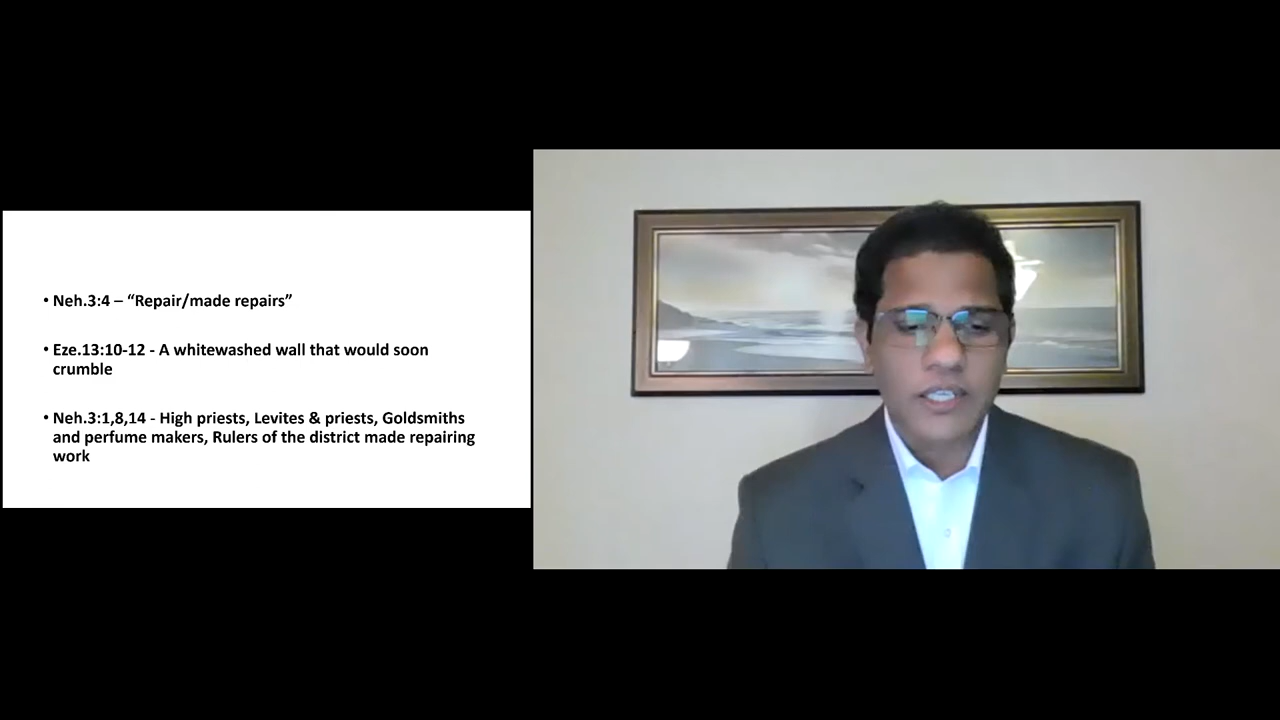 • Neh.3:4 – “Repair/made repairs”
• Eze.13:10-12 - A whitewashed wall that would soon
crumble
• Neh.3:1,8,14 - High priests, Levites & priests, Goldsmiths
and perfume makers, Rulers of the district made repairing
work